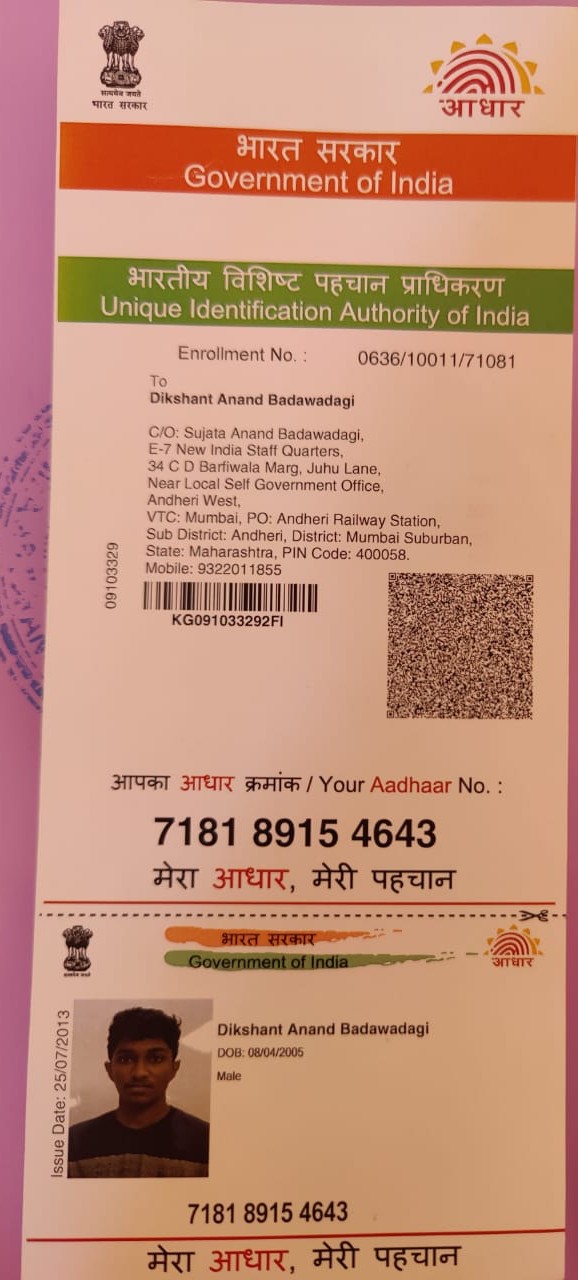 सत्यमेव जयते
भारत सरकार
आधार
भारत सरकार
Government of India
भारतीय विशिष्ट पहचान प्राधिकरण
Unique Identification Authority of India
Enrollment No. : 0636/10011/71081
To
Dikshant Anand Badawadagi
C/O: Sujata Anand Badawadagi,
E-7 New India Staff Quarters,
34 C D Barfiwala Marg, Juhu Lane,
Near Local Self Government Office,
Andheri West,
VTC: Mumbai, PO: Andheri Railway Station,
Sub District: Andheri, District: Mumbai Suburban,
State: Maharashtra, PIN Code: 400058.
Mobile: 9322011855
09103329
KG091033292FI
आपका आधार क्रमांक / Your Aadhaar No. :
7181 8915 4643
मेरा आधार, मेरी पहचान
भारत सरकार
Government of India
आधार
Issue Date: 25/07/2013
Dikshant Anand Badawadagi
DOB: 08/04/2005
Male
7181 8915 4643
मेरा आधार, मेरी पहचान